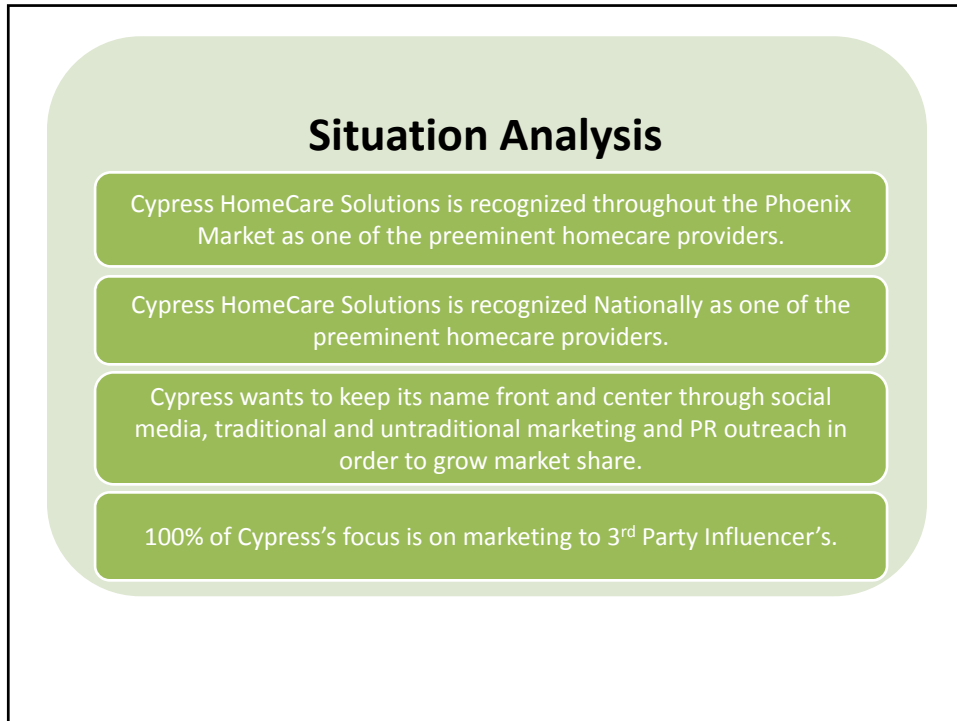 Situation Analysis
Cypress HomeCare Solutions is recognized throughout the Phoenix
Market as one of the preeminent homecare providers.
Cypress HomeCare Solutions is recognized Nationally as one of the
preeminent homecare providers.
Cypress wants to keep its name front and center through social
media, traditional and untraditional marketing and PR outreach in
order to grow market share.
100% of Cypress’s focus is on marketing to 3rd Party Influencer’s.